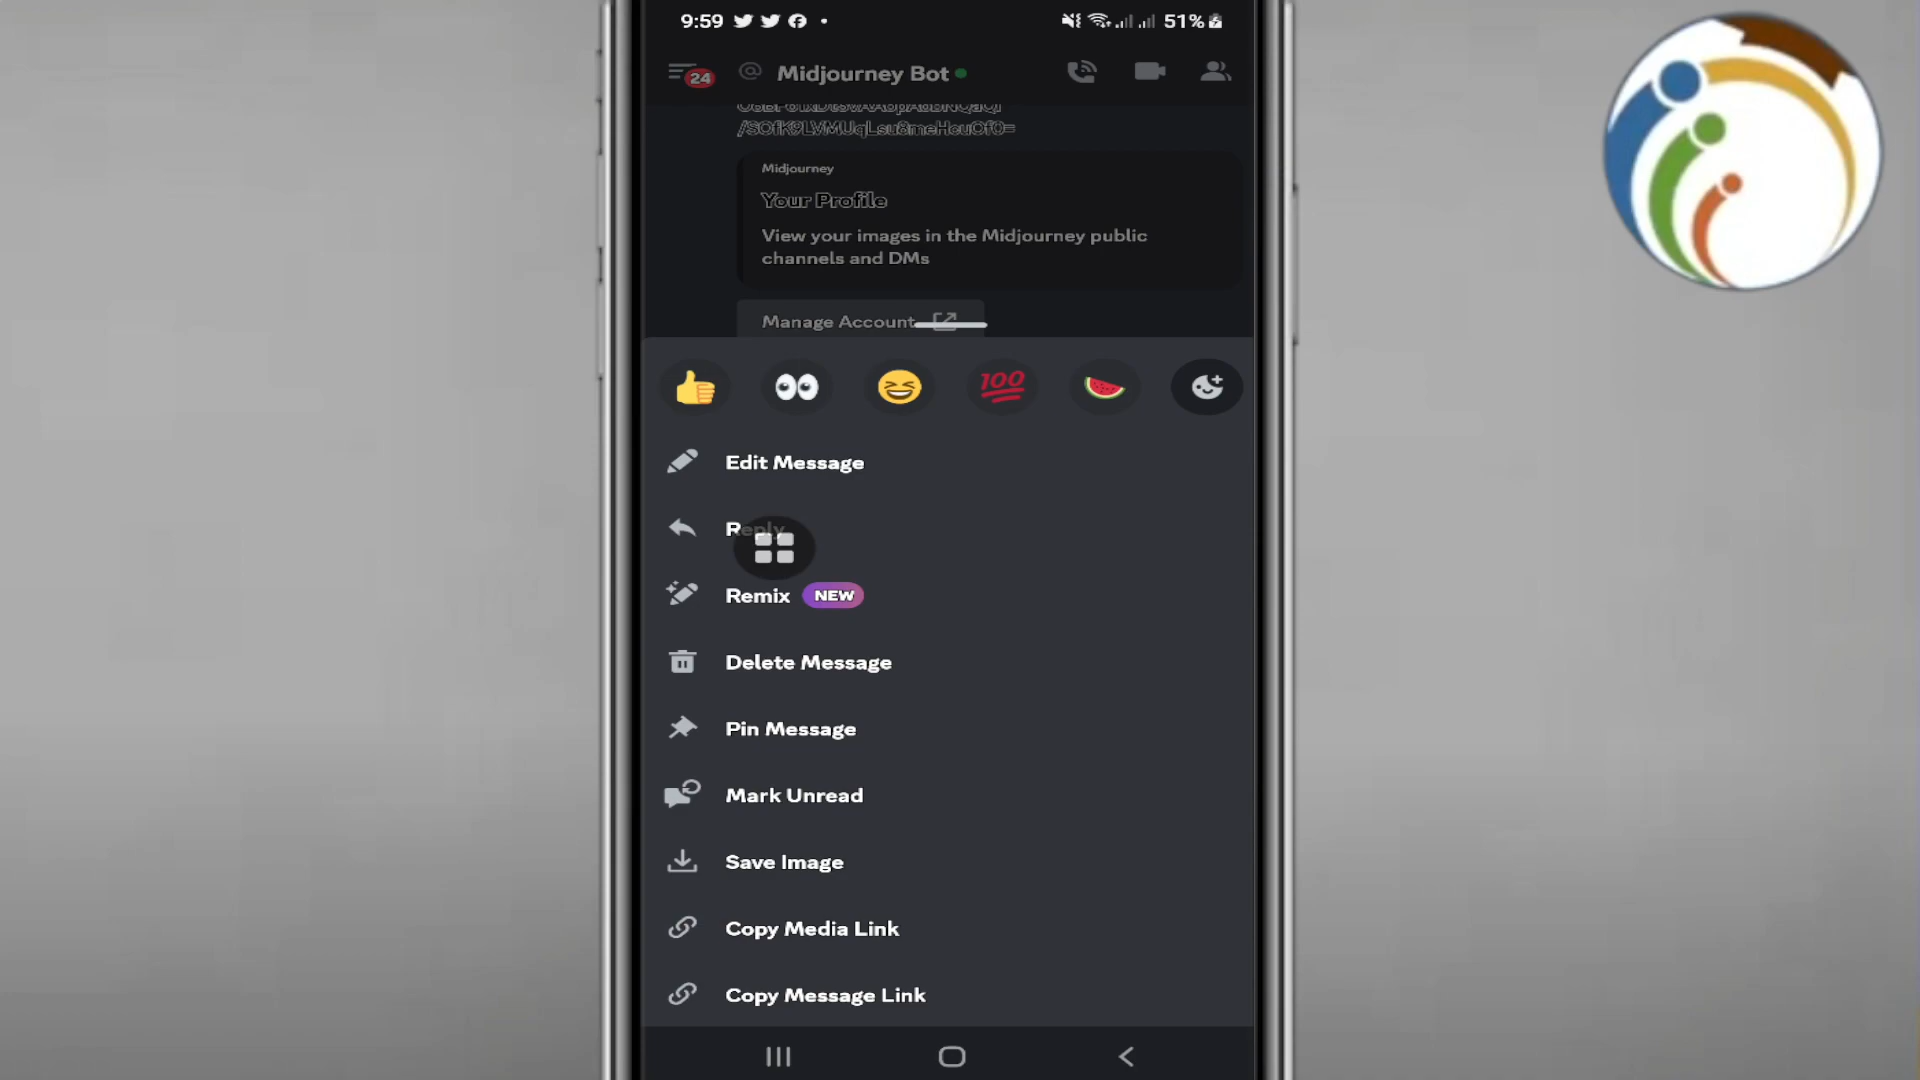 9:59
51%
24
@ Midjourney Bot
Midjourney
Your Profile
View your images in the Midjourney public
channels and DMs
Manage Account
100
Edit Message
Reply
Remix NEW
Delete Message
Pin Message
Mark Unread
Save Image
Copy Media Link
Copy Message Link